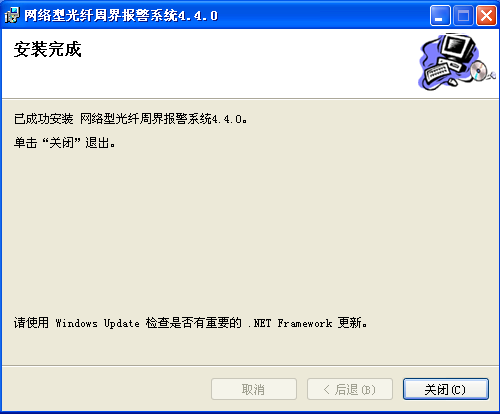 网络型光纤周界报警系统4.4.0
安装完成
已成功安装 网络型光纤周界报警系统4.4.0。
单击“关闭”退出。
请使用 Windows Update 检查是否有重要的 .NET Framework 更新。
取消
< 后退(B)
关闭(C)